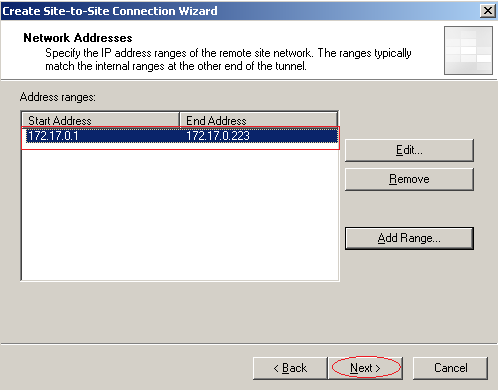 Create Site-to-Site Connection Wizard
Network Addresses
Specify the IP address ranges of the remote site network. The ranges typically
match the internal ranges at the other end of the tunnel.
Address ranges:
Start Address End Address
172.17.0.1 172.17.0.223
Edit...
Remove
Add Range...
< Back Next > Cancel